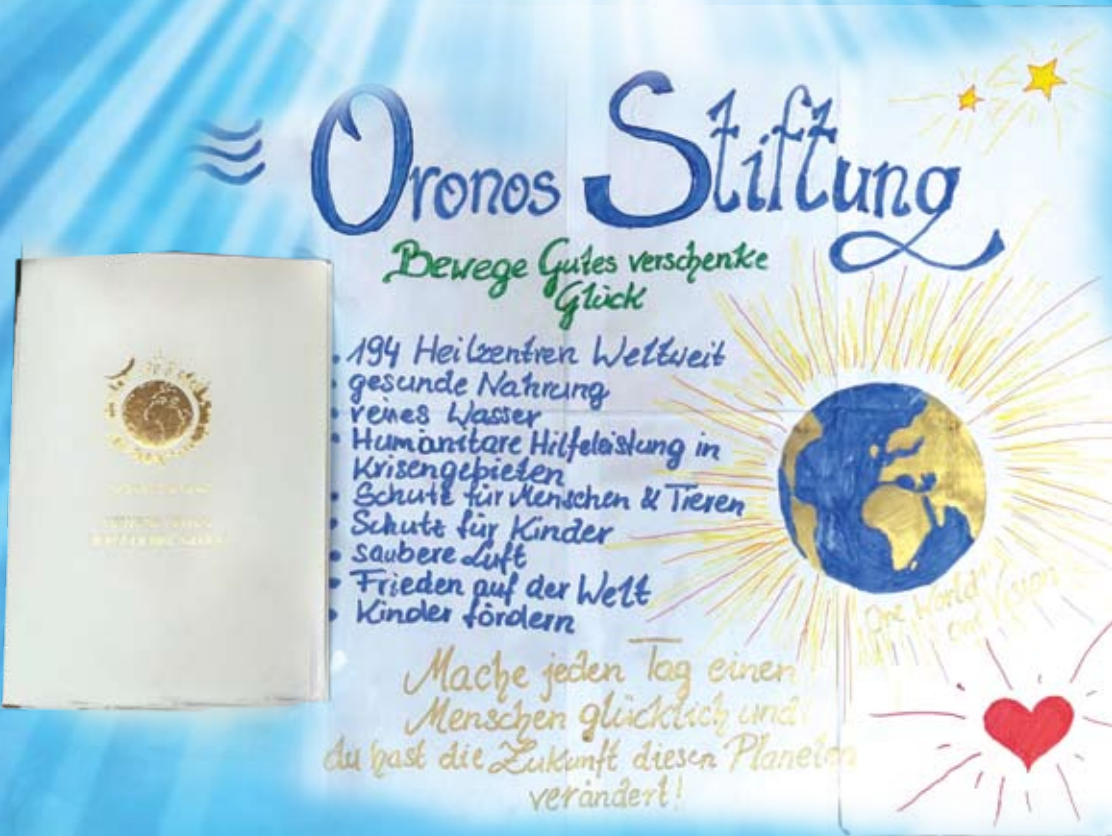 Oronos Stiftung
Bewege Gutes verschenke
Glück
• 194 Heilzentren Weltweit
• gesunde Nahrung
• reines Wasser
• Humanitare Hilfeleistung in
Krisengebieten
• Schutz für Menschen & Tieren
• Schutz für Kinder
• saubere Luft
• Frieden auf der Welt
• Kinder fördern
One World
One Vision
Mache jeden Tag einen
Menschen glücklich und
du hast die Zukunft diesen Planeten
verändert!